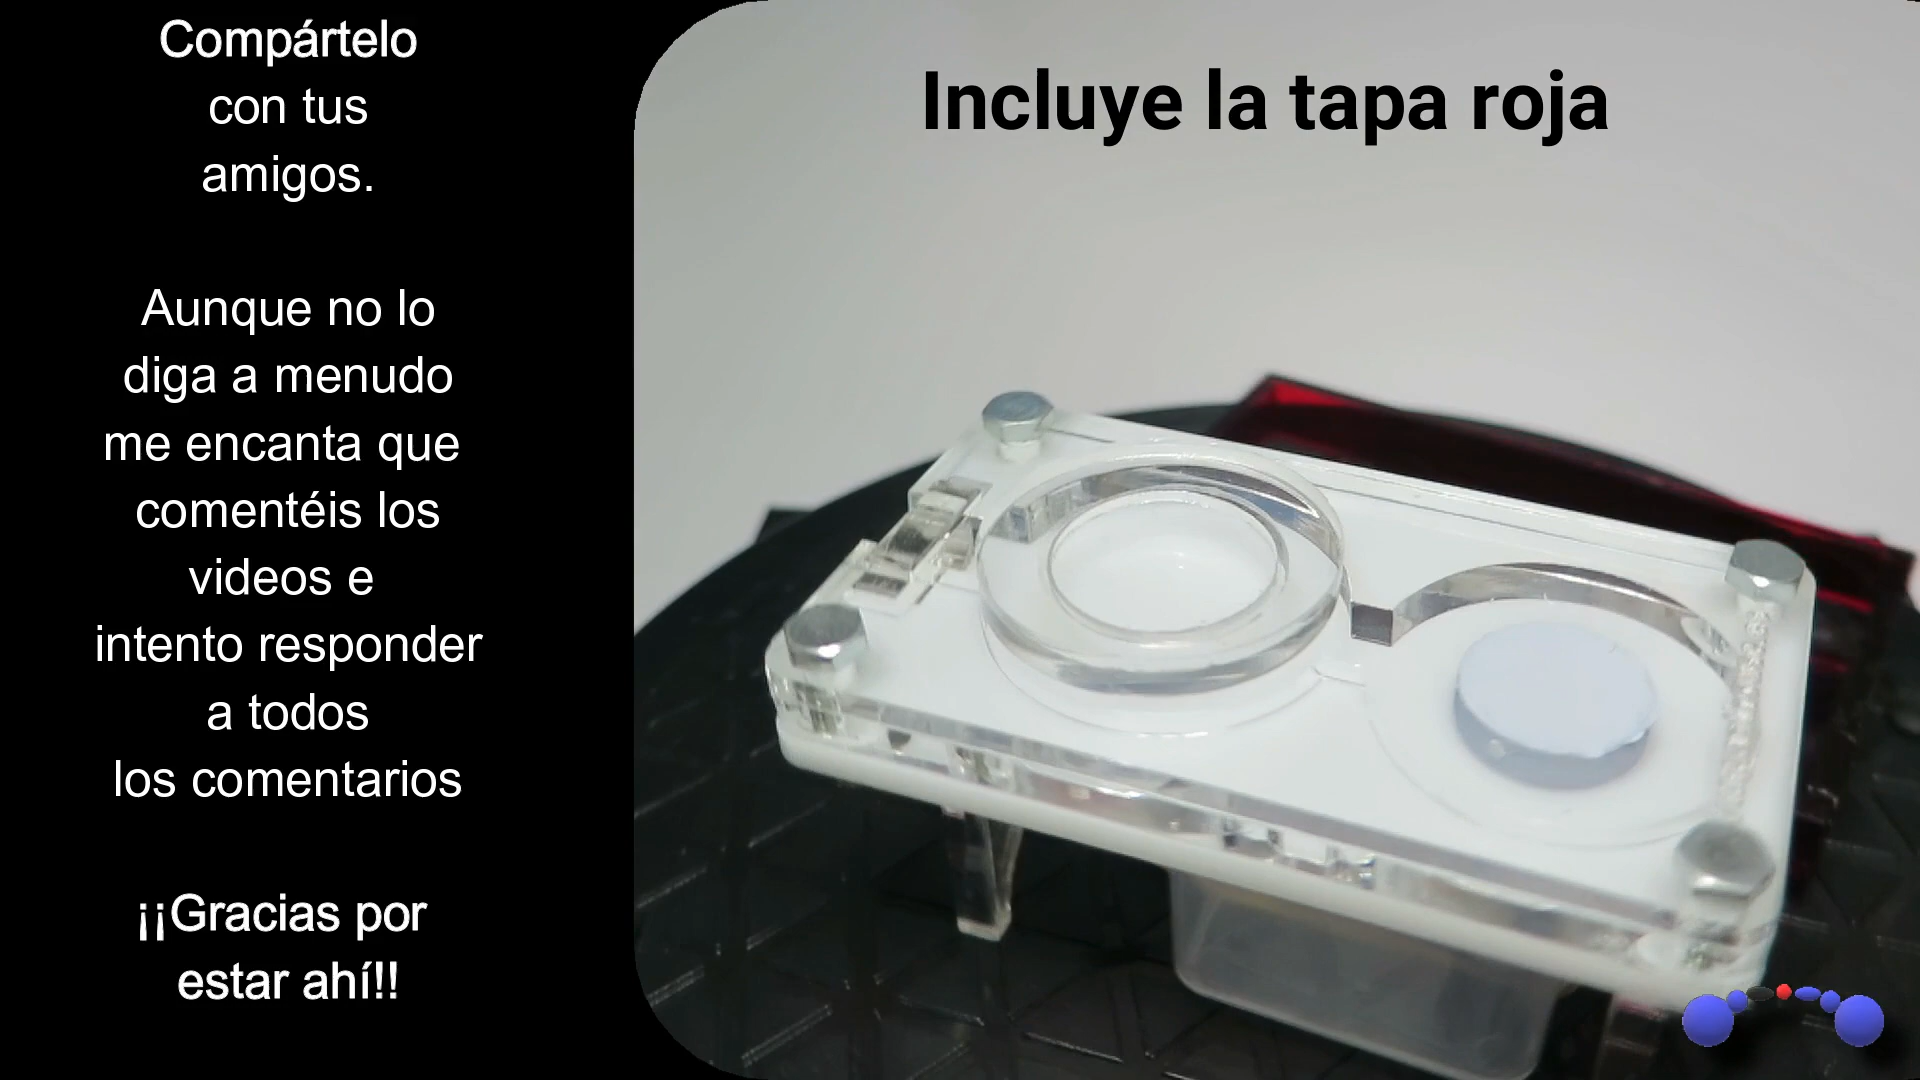 Compártelo
con tus
amigos.
Aunque no lo
diga a menudo
me encanta que
comentéis los
videos e
intento responder
a todos
los comentarios
¡¡Gracias por
estar ahí!!
Incluye la tapa roja